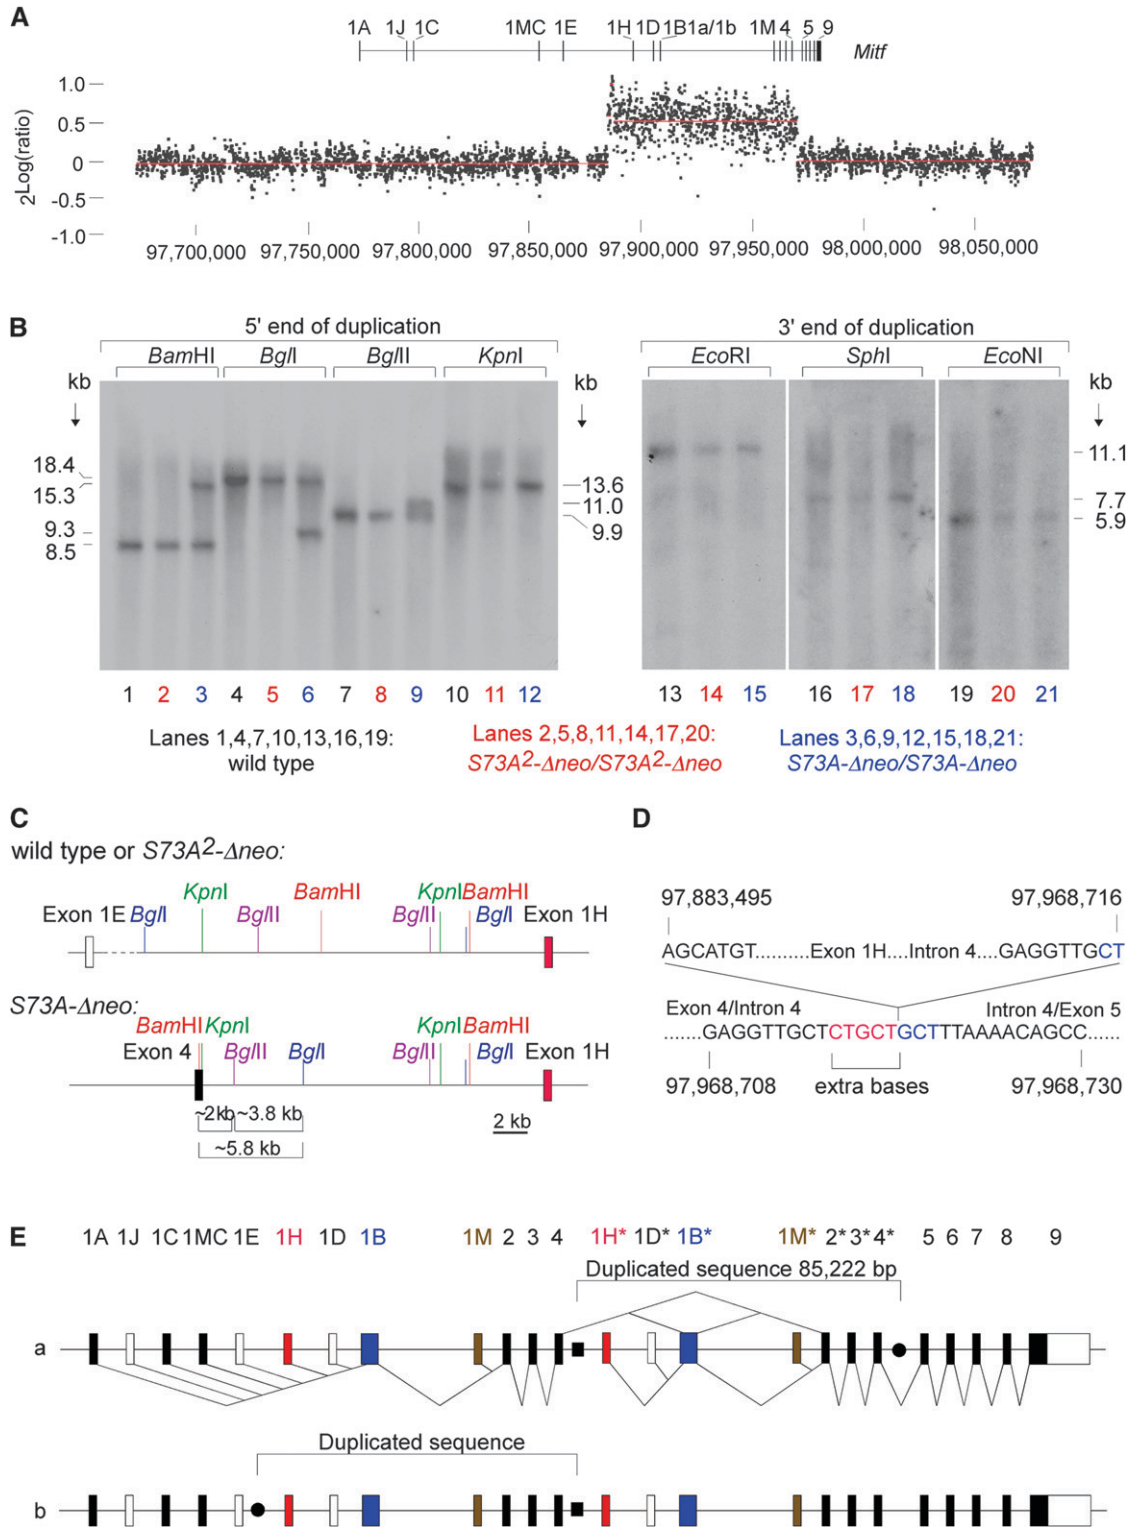 A
1A 1J 1C 1MC 1E 1H 1D 1B1a/1b 1M 4 5 9
Mitf
2Log(ratio)
1.0
0.5
0
-0.5
-1.0
97,700,000 97,750,000 97,800,000 97,850,000 97,900,000 97,950,000 98,000,000 98,050,000
B
5' end of duplication
3' end of duplication
BamHI BglI BglII KpnI
EcoRI SphI EcoNI
kb
kb
kb
18.4
15.3
9.3
8.5
13.6
11.0
9.9
11.1
7.7
5.9
1 2 3 4 5 6 7 8 9 10 11 12
13 14 15 16 17 18 19 20 21
Lanes 1,4,7,10,13,16,19:
wild type
Lanes 2,5,8,11,14,17,20:
S73A2-Δneo/S73A2-Δneo
Lanes 3,6,9,12,15,18,21:
S73A-Δneo/S73A-Δneo
C
wild type or S73A2-Δneo:
KpnI BamHI KpnI BamHI
Exon 1E BglI BglII BglII BglI Exon 1H
S73A-Δneo:
BamHI KpnI KpnI BamHI
Exon 4 BglII BglI BglII BglI Exon 1H
~2kb ~3.8 kb
~5.8 kb
2 kb
D
97,883,495 97,968,716
AGCATGT..........Exon 1H....Intron 4....GAGGTTGCT
Exon 4/Intron 4 Intron 4/Exon 5
.......GAGGTTGCTCTGCTGCTTTAAAACAGCC......
97,968,708 extra bases 97,968,730
E
1A 1J 1C 1MC 1E 1H 1D 1B 1M 2 3 4 1H* 1D* 1B* 1M* 2* 3* 4* 5 6 7 8 9
Duplicated sequence 85,222 bp
a
Duplicated sequence
b